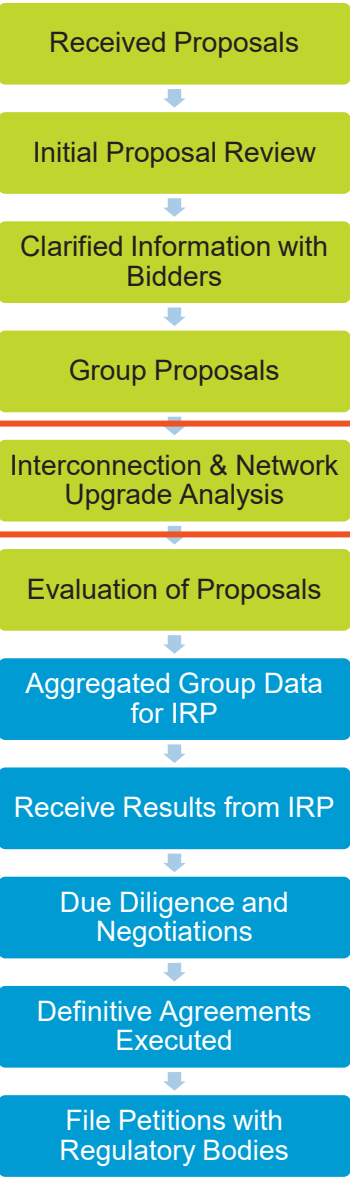 Received Proposals
Initial Proposal Review
Clarified Information with
Bidders
Group Proposals
Interconnection & Network
Upgrade Analysis
Evaluation of Proposals
Aggregated Group Data
for IRP
Receive Results from IRP
Due Diligence and
Negotiations
Definitive Agreements
Executed
File Petitions with
Regulatory Bodies